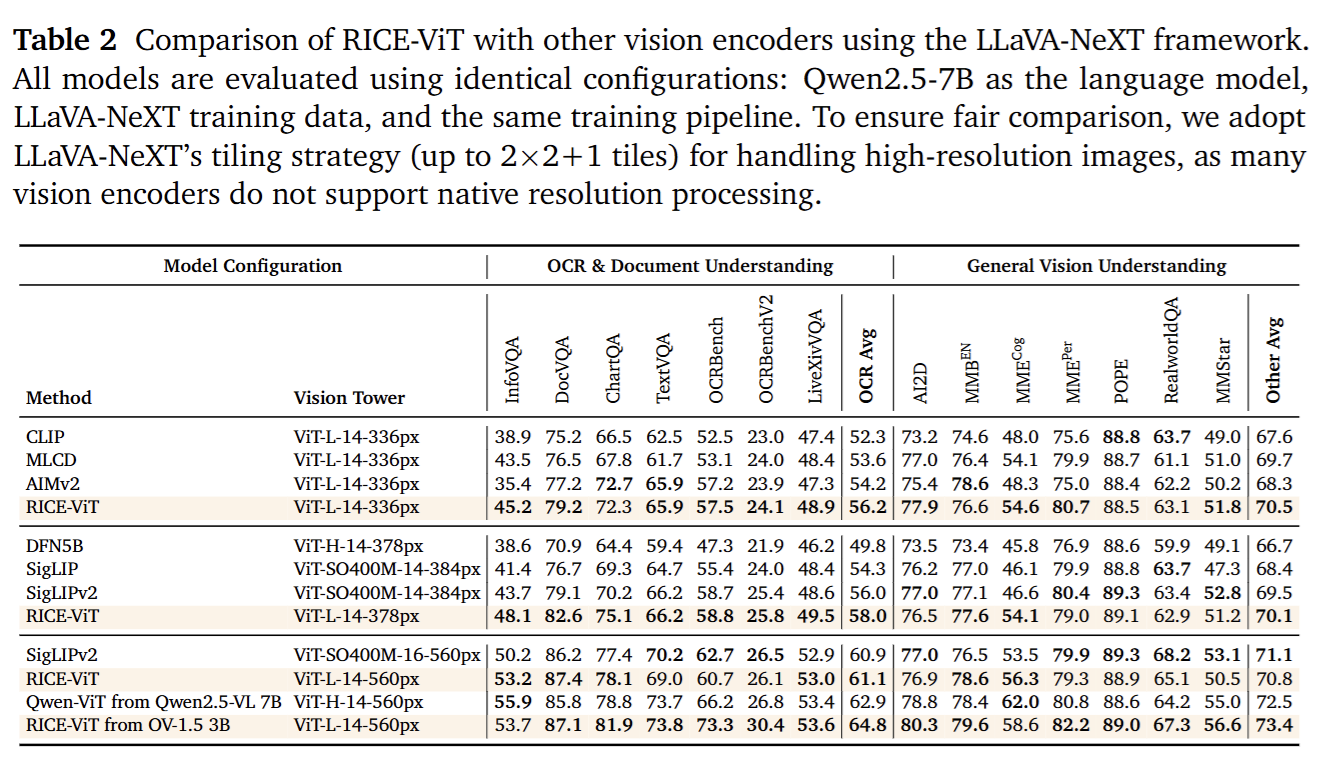 Table 2 Comparison of RICE-ViT with other vision encoders using the LLaVA-NeXT framework.
All models are evaluated using identical configurations: Qwen2.5-7B as the language model,
LLaVA-NeXT training data, and the same training pipeline. To ensure fair comparison, we adopt
LLaVA-NeXT's tiling strategy (up to 2×2+1 tiles) for handling high-resolution images, as many
vision encoders do not support native resolution processing.
Model Configuration OCR & Document Understanding General Vision Understanding
Method Vision Tower InfoVQA DocVQA ChartQA TextVQA OCRBench OCRBenchV2 LiveXivVQA OCR Avg AI2D MMB^EN MME^Cog MME^Per POPE RealworldQA MMStar Other Avg
CLIP ViT-L-14-336px 38.9 75.2 66.5 62.5 52.5 23.0 47.4 52.3 73.2 74.6 48.0 75.6 88.8 63.7 49.0 67.6
MLCD ViT-L-14-336px 43.5 76.5 67.8 61.7 53.1 24.0 48.4 53.6 77.0 76.4 54.1 79.9 88.7 61.1 51.0 69.7
AIMv2 ViT-L-14-336px 35.4 77.2 72.7 65.9 57.2 23.9 47.3 54.2 75.4 78.6 48.3 75.0 88.4 62.2 50.2 68.3
RICE-ViT ViT-L-14-336px 45.2 79.2 72.3 65.9 57.5 24.1 48.9 56.2 77.9 76.6 54.6 80.7 88.5 63.1 51.8 70.5
DFN5B ViT-H-14-378px 38.6 70.9 64.4 59.4 47.3 21.9 46.2 49.8 73.5 73.4 45.8 76.9 88.6 59.9 49.1 66.7
SigLIP ViT-SO400M-14-384px 41.4 76.7 69.3 64.7 55.4 24.0 48.4 54.3 76.2 77.0 46.1 79.9 88.8 63.7 47.3 68.4
SigLIPv2 ViT-SO400M-14-384px 43.7 79.1 70.2 66.2 58.7 25.4 48.6 56.0 77.0 77.1 46.6 80.4 89.3 63.4 52.8 69.5
RICE-ViT ViT-L-14-378px 48.1 82.6 75.1 66.2 58.8 25.8 49.5 58.0 76.5 77.6 54.1 79.0 89.1 62.9 51.2 70.1
SigLIPv2 ViT-SO400M-16-560px 50.2 86.2 77.4 70.2 62.7 26.5 52.9 60.9 77.0 76.5 53.5 79.9 89.3 68.2 53.1 71.1
RICE-ViT ViT-L-14-560px 53.2 87.4 78.1 69.0 60.7 26.1 53.0 61.1 76.9 78.6 56.3 79.3 88.9 65.1 50.5 70.8
Qwen-ViT from Qwen2.5-VL 7B ViT-H-14-560px 55.9 85.8 78.8 73.7 66.2 26.8 53.4 62.9 78.8 78.4 62.0 80.8 88.6 64.2 55.0 72.5
RICE-ViT from OV-1.5 3B ViT-L-14-560px 53.7 87.1 81.9 73.8 73.3 30.4 53.6 64.8 80.3 79.6 58.6 82.2 89.0 67.3 56.6 73.4